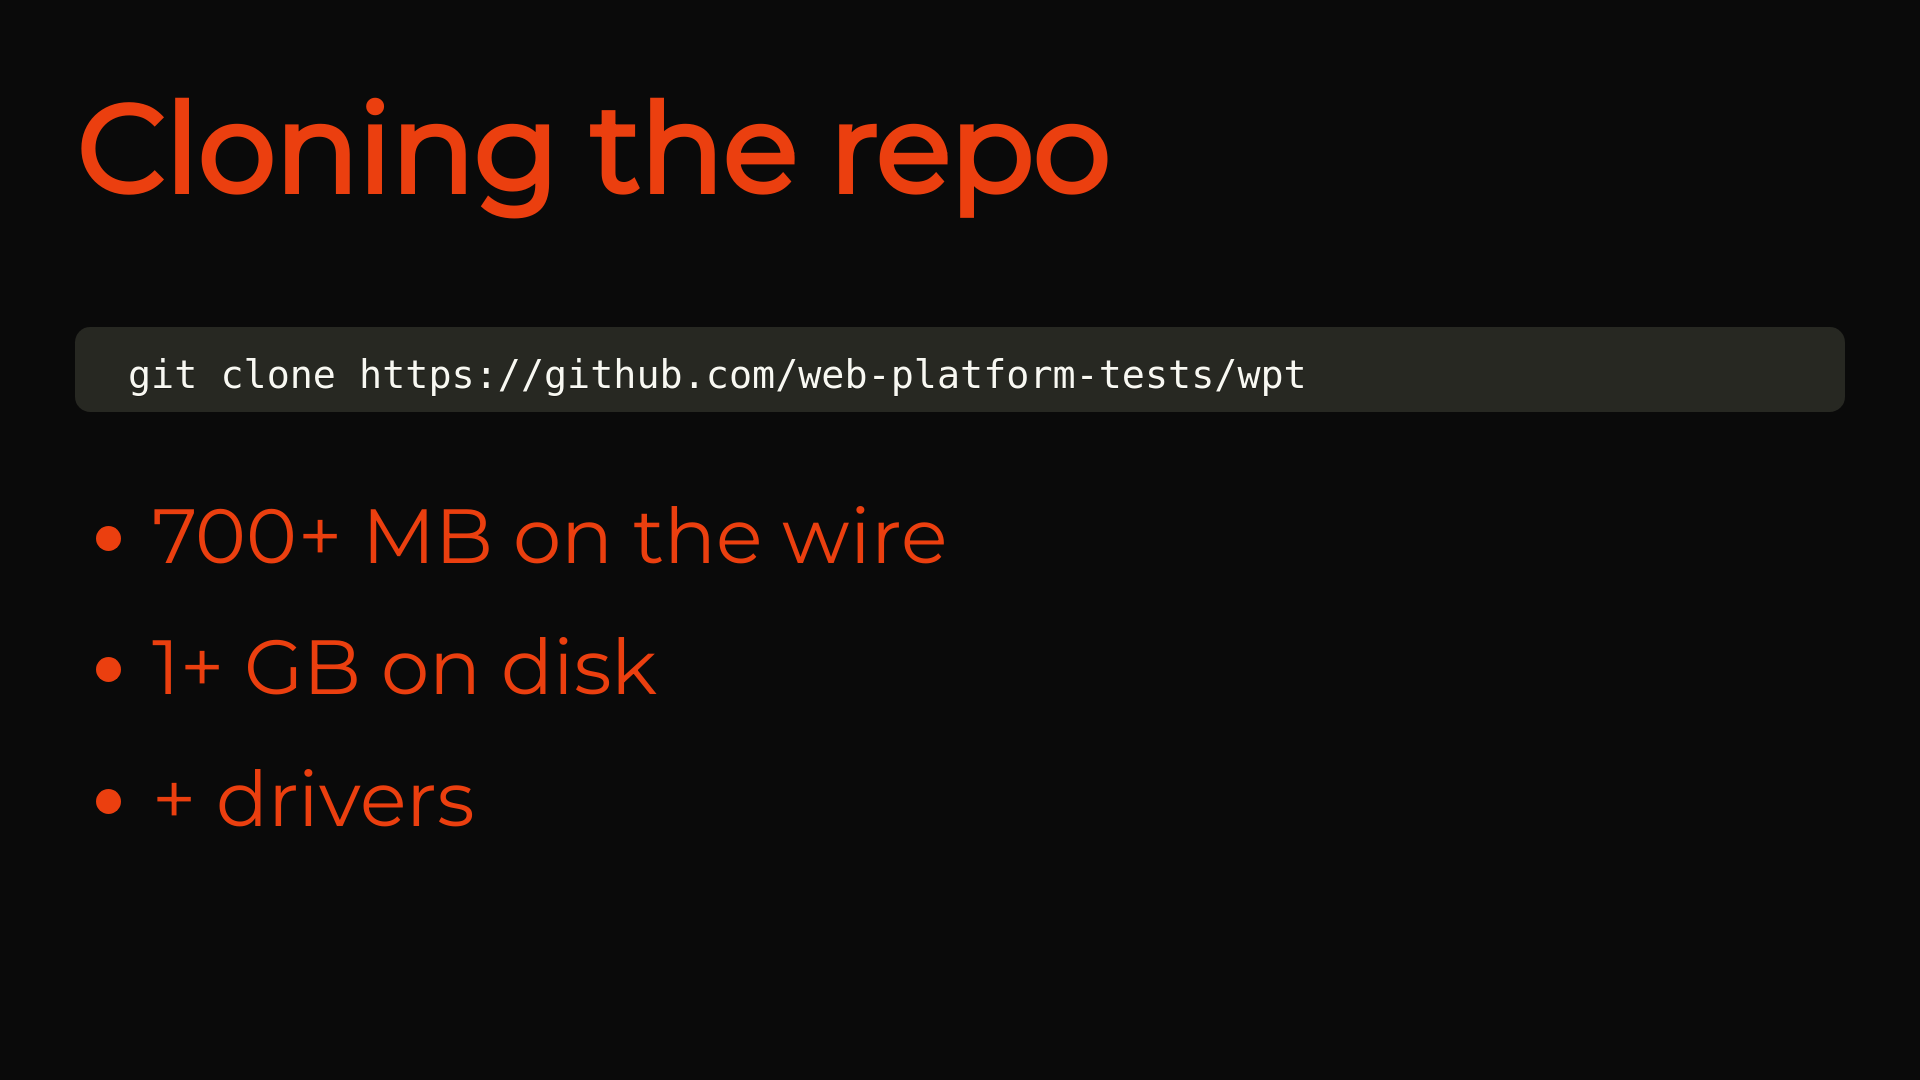 Cloning the repo
git clone https://github.com/web-platform-tests/wpt
• 700+ MB on the wire
• 1+ GB on disk
• + drivers